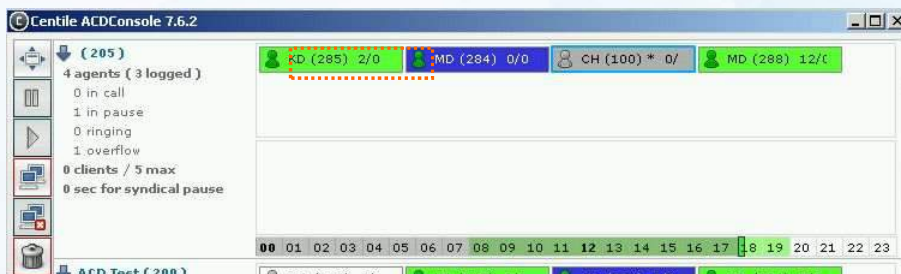 Centile ACDConsole 7.6.2
(205)
4 agents ( 3 logged )
0 in call
1 in pause
0 ringing
1 overflow
0 clients / 5 max
0 sec for syndical pause
KD (285) 2/0
MD (284) 0/0
CH (100) * 0/
MD (288) 12/
00 01 02 03 04 05 06 07 08 09 10 11 12 13 14 15 16 17 18 19 20 21 22 23
ACD Test ( 200 )